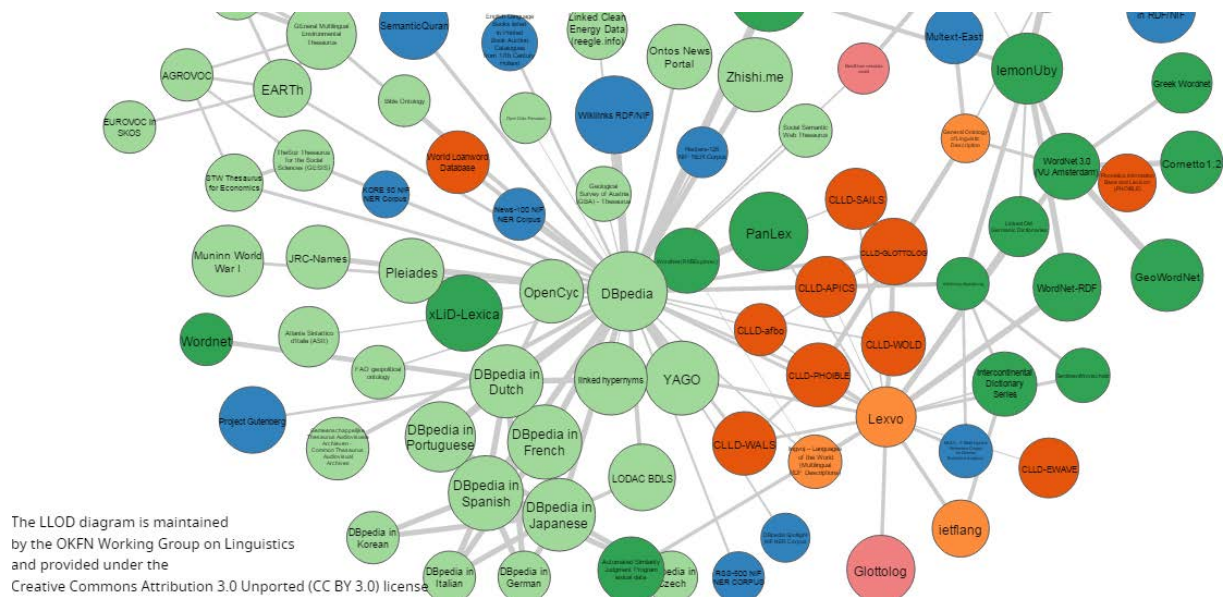 General Multilingual
Environmental Thesaurus
SemanticQuran
Linked Clean
Energy Data
(reegle.info)
Ontos News
Portal
Zhishi.me
Multext-East
in RDF/NIF
lemonUby
AGROVOC
EARTh
Greek Wordnet
EUROVOC in
SKOS
Wikilinks RDF/NIF
Social Semantic
Web Thesaurus
General Ontology
of Linguistic
Description
WordNet 3.0
(VU Amsterdam)
Cornetto1.2
TheSoz Thesaurus
for the Social
Sciences (GESIS)
World Loanword
Database
STW Thesaurus
for Economics
KORE 50 NIF
NER Corpus
News-100 NIF
NER Corpus
Geological
Survey of Austria
(GBA) - Thesaurus
CLLD-SAILS
PanLex
CLLD-GLOTTOLOG
Muninn World
War I
JRC-Names
Pleiades
OpenCyc
DBpedia
CLLD-APICS
WordNet-RDF
GeoWordNet
xLiD-Lexica
Wordnet
CLLD-afbo
CLLD-WOLD
FAO geopolitical
ontology
DBpedia in
Dutch
linked hypernyms
YAGO
CLLD-PHOIBLE
Intercontinental
Dictionary
Series
Project Gutenberg
DBpedia in
Portuguese
DBpedia in
French
Lexvo
CLLD-WALS
CLLD-EWAVE
DBpedia in
Spanish
LODAC BDLS
DBpedia in
Japanese
DBpedia in
Korean
ietflang
DBpedia in
Italian
DBpedia in
German
Automated Similarity
Judgment Program
Glottolog
The LLOD diagram is maintained
by the OKFN Working Group on Linguistics
and provided under the
Creative Commons Attribution 3.0 Unported (CC BY 3.0) license